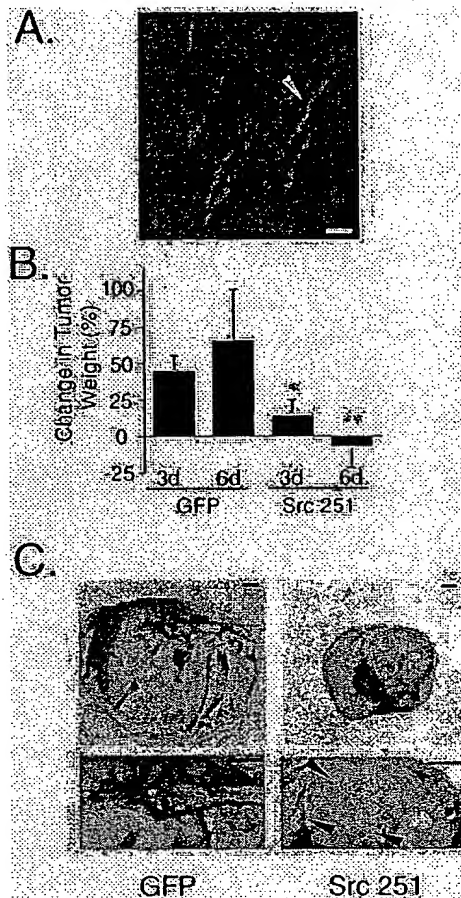 A.
B.
Change in Tumor
Weight (%)
100
75
50
25
0
-25
*
**
3d 6d 3d 6d
GFP Src 251
C.
GFP Src 251